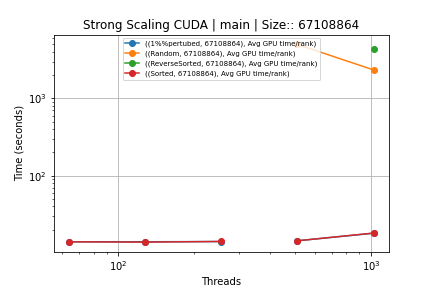 Strong Scaling CUDA | main | Size:: 67108864
((1%%pertubed, 67108864), Avg GPU time/rank)
((Random, 67108864), Avg GPU time/rank)
((ReverseSorted, 67108864), Avg GPU time/rank)
((Sorted, 67108864), Avg GPU time/rank)
Time (seconds)
10³
10²
10² 10³
Threads